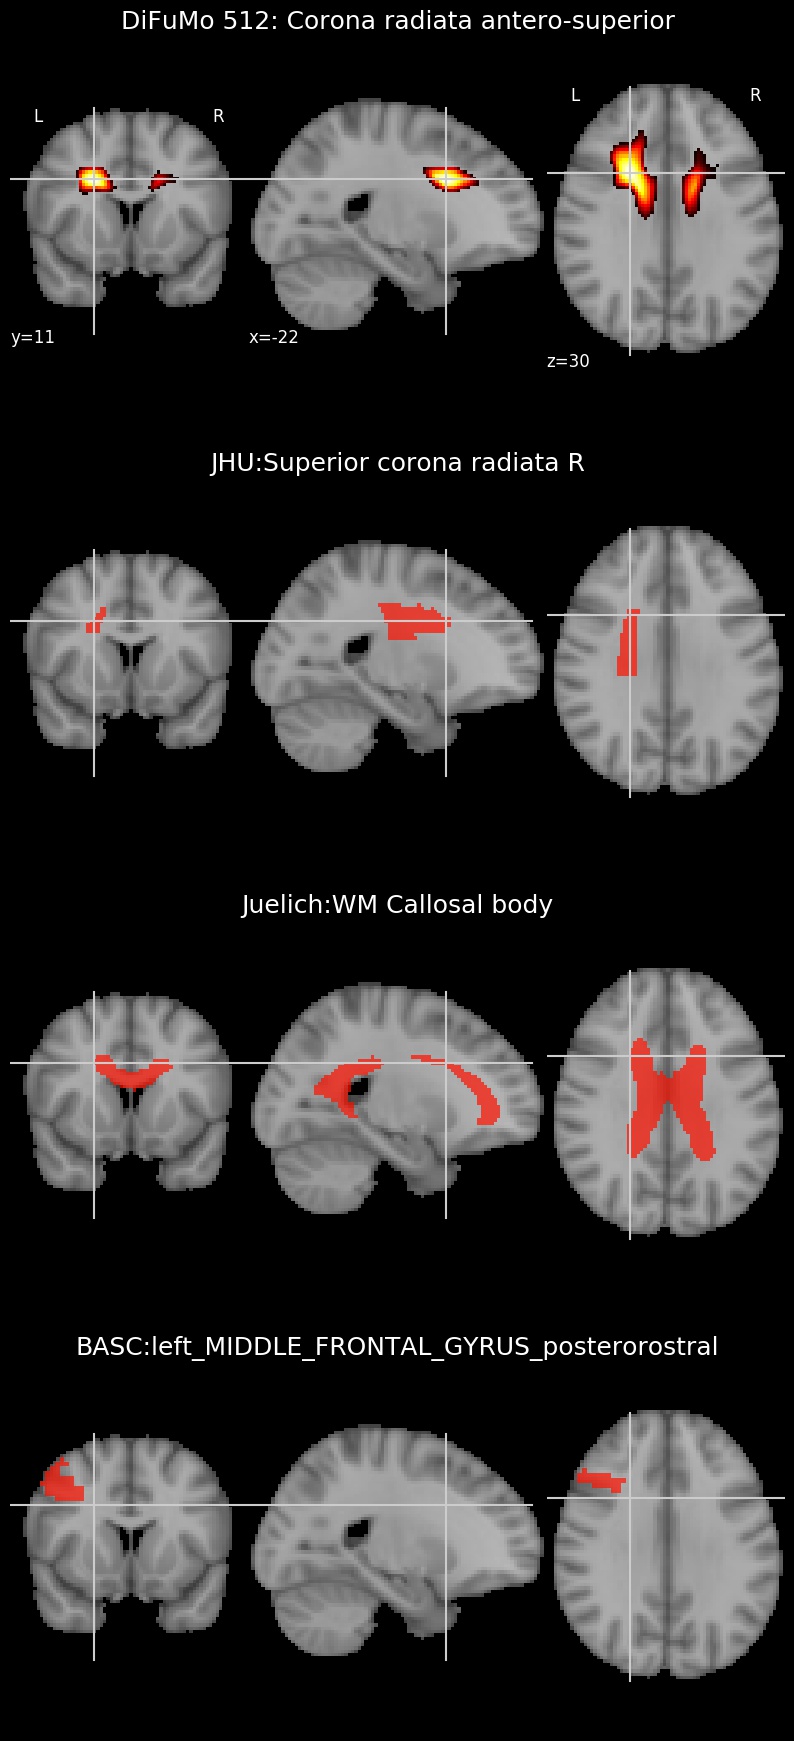 DiFuMo 512: Corona radiata antero-superior
L R L R
y=11 x=-22 z=30
JHU:Superior corona radiata R
Juelich:WM Callosal body
BASC:left_MIDDLE_FRONTAL_GYRUS_posterorostral